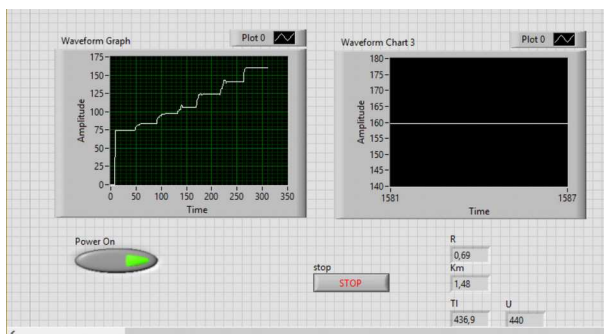 Waveform Graph
Plot 0
175
150
125
100
75
50
25
0
Amplitude
0 50 100 150 200 250 300 350
Time
Waveform Chart 3
Plot 0
180
175
170
165
160
155
150
145
140
Amplitude
1581 1587
Time
Power On
stop
STOP
R
0,69
Km
1,48
TI U
436,9 440